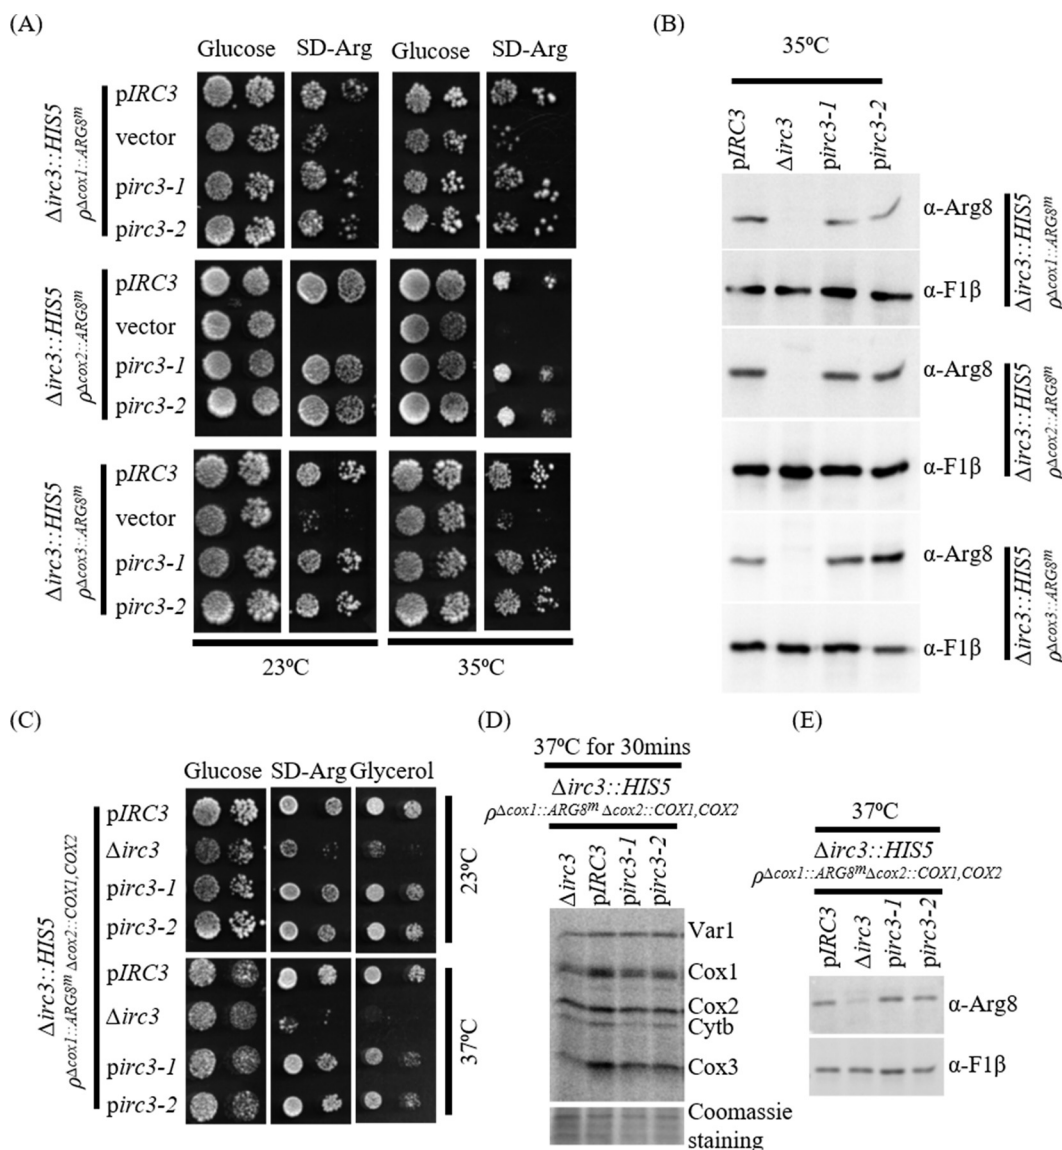 (A)
Glucose SD-Arg Glucose SD-Arg
Δirc3::HIS5
ρΔcox1::ARG8m
pIRC3
vector
pirc3-1
pirc3-2
Δirc3::HIS5
ρΔcox2::ARG8m
pIRC3
vector
pirc3-1
pirc3-2
Δirc3::HIS5
ρΔcox3::ARG8m
pIRC3
vector
pirc3-1
pirc3-2
23ºC 35ºC
(B)
35ºC
pIRC3 Δirc3 pirc3-1 pirc3-2
α-Arg8
α-F1β
Δirc3::HIS5
ρΔcox1::ARG8m
α-Arg8
α-F1β
Δirc3::HIS5
ρΔcox2::ARG8m
α-Arg8
α-F1β
Δirc3::HIS5
ρΔcox3::ARG8m
(C)
Glucose SD-Arg Glycerol
Δirc3::HIS5
ρΔcox1::ARG8m Δcox2::COX1,COX2
pIRC3
Δirc3
pirc3-1
pirc3-2
23ºC
pIRC3
Δirc3
pirc3-1
pirc3-2
37ºC
(D)
37ºC for 30mins
Δirc3::HIS5
ρΔcox1::ARG8m Δcox2::COX1,COX2
Δirc3 pIRC3 pirc3-1 pirc3-2
Var1
Cox1
Cox2
Cytb
Cox3
Coomassie
staining
(E)
37ºC
Δirc3::HIS5
ρΔcox1::ARG8mΔcox2::COX1,COX2
pIRC3 Δirc3 pirc3-1 pirc3-2
α-Arg8
α-F1β